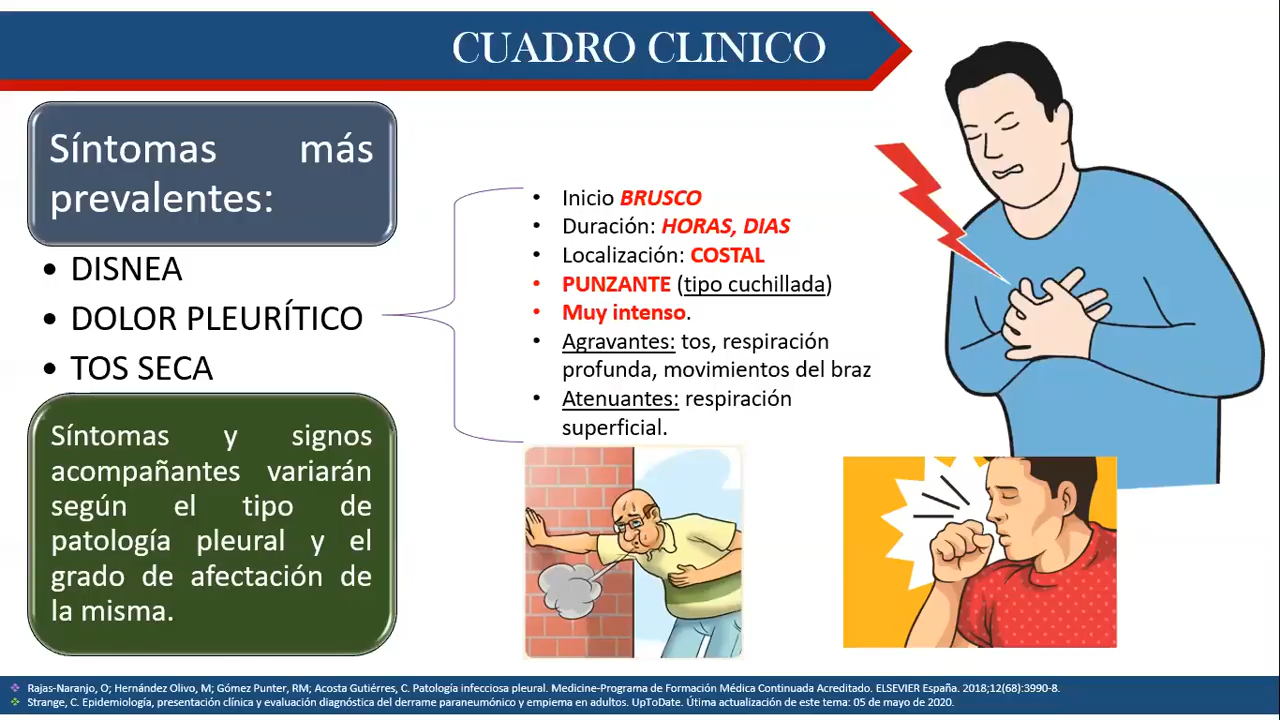 CUADRO CLINICO
Síntomas más
prevalentes:
• DISNEA
• DOLOR PLEURÍTICO
• TOS SECA
Síntomas y signos
acompañantes variarán
según el tipo de
patología pleural y el
grado de afectación de
la misma.
• Inicio BRUSCO
• Duración: HORAS, DIAS
• Localización: COSTAL
• PUNZANTE (tipo cuchillada)
• Muy intenso.
• Agravantes: tos, respiración
profunda, movimientos del braz
• Atenuantes: respiración
superficial.
Rajas-Naranjo, O; Hernández Olivo, M; Gómez Punter, RM; Acosta Gutiérres, C. Patología infecciosa pleural. Medicine-Programa de Formación Médica Continuada Acreditado. ELSEVIER España. 2018;12(68):3990-8.
Strange, C. Epidemiología, presentación clínica y evaluación diagnóstica del derrame paraneumónico y empiema en adultos. UpToDate. Útima actualización de este tema: 05 de mayo de 2020.